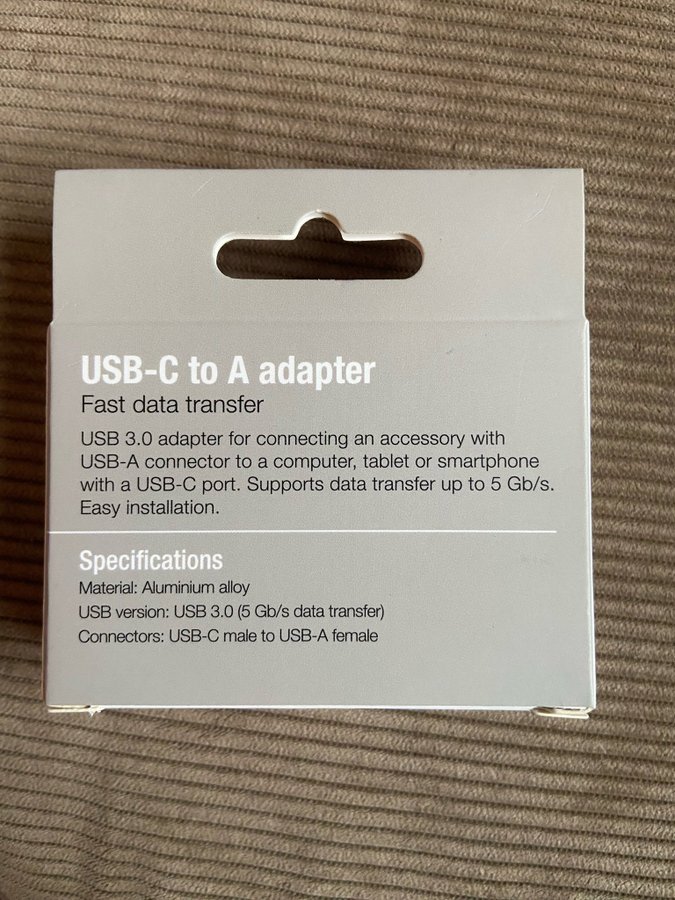 USB-C to A adapter
Fast data transfer
USB 3.0 adapter for connecting an accessory with
USB-A connector to a computer, tablet or smartphone
with a USB-C port. Supports data transfer up to 5 Gb/s.
Easy installation.
Specifications
Material: Aluminium alloy
USB version: USB 3.0 (5 Gb/s data transfer)
Connectors: USB-C male to USB-A female